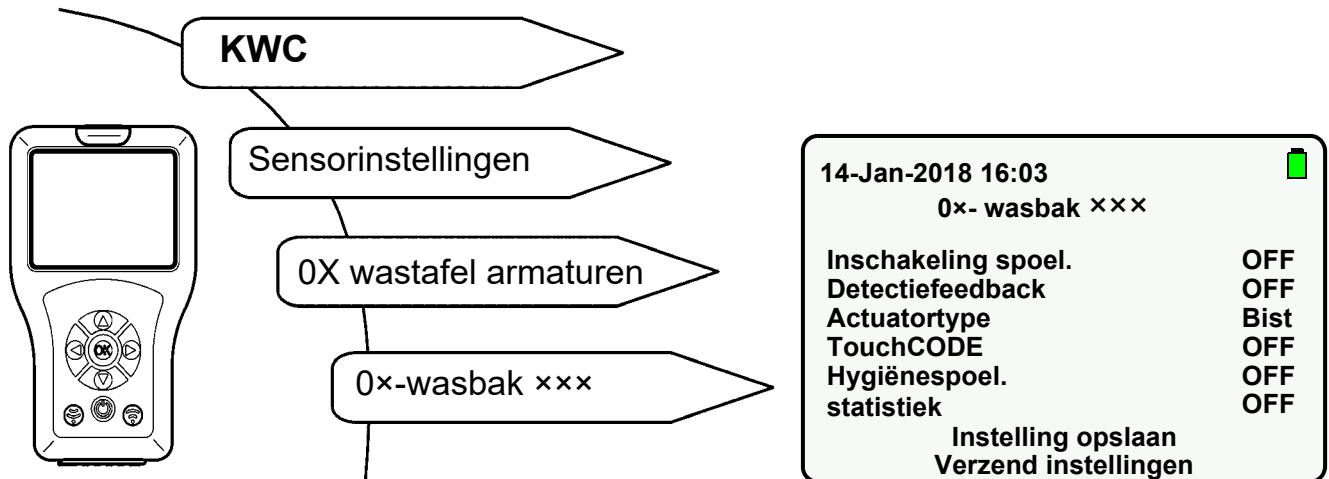 KWC
Sensorinstellingen
0X wastafel armaturen
0×-wasbak ×××
OK
14-Jan-2018 16:03
0×- wasbak ×××
Inschakeling spoel. OFF
Detectiefeedback OFF
Actuatortype Bist
TouchCODE OFF
Hygiënespoel. OFF
statistiek OFF
Instelling opslaan
Verzend instellingen